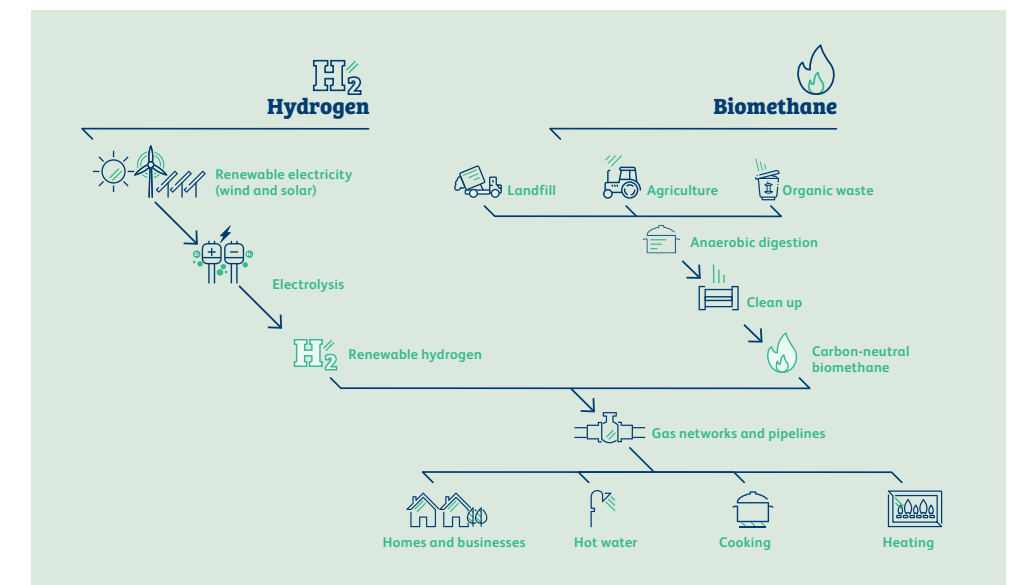 H2
Hydrogen
Biomethane
Renewable electricity
(wind and solar)
Landfill
Agriculture
Organic waste
Anaerobic digestion
+ −
Electrolysis
Clean up
H2
Renewable hydrogen
Carbon-neutral
biomethane
Gas networks and pipelines
Homes and businesses
Hot water
Cooking
Heating